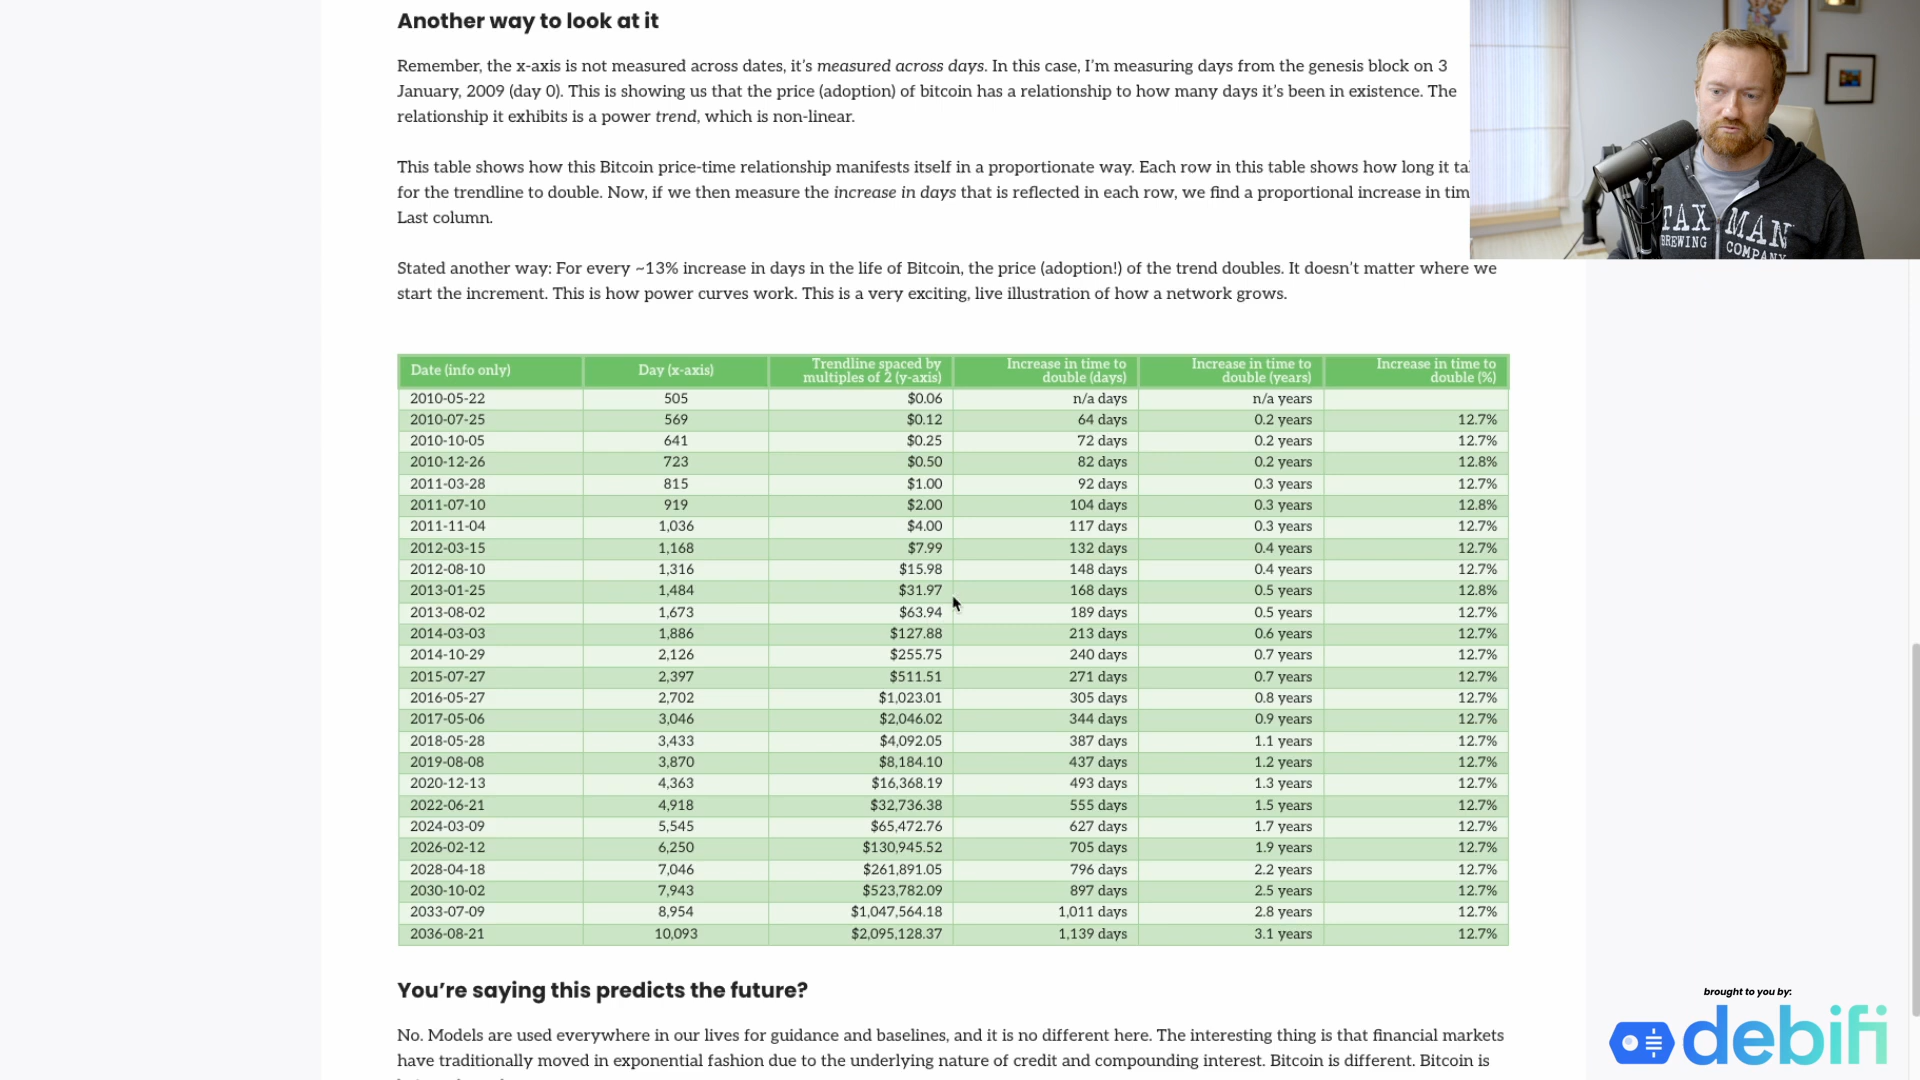 Another way to look at it
Remember, the x-axis is not measured across dates, it's measured across days. In this case, I'm measuring days from the genesis block on 3
January, 2009 (day 0). This is showing us that the price (adoption) of bitcoin has a relationship to how many days it's been in existence. The
relationship it exhibits is a power trend, which is non-linear.
This table shows how this Bitcoin price-time relationship manifests itself in a proportionate way. Each row in this table shows how long it ta
for the trendline to double. Now, if we then measure the increase in days that is reflected in each row, we find a proportional increase in tim
Last column.
Stated another way: For every ~13% increase in days in the life of Bitcoin, the price (adoption!) of the trend doubles. It doesn't matter where we
start the increment. This is how power curves work. This is a very exciting, live illustration of how a network grows.
Date (info only) Day (x-axis) Trendline spaced by multiples of 2 (y-axis) Increase in time to double (days) Increase in time to double (years) Increase in time to double (%)
2010-05-22 505 $0.06 n/a days n/a years
2010-07-25 569 $0.12 64 days 0.2 years 12.7%
2010-10-05 641 $0.25 72 days 0.2 years 12.7%
2010-12-26 723 $0.50 82 days 0.2 years 12.8%
2011-03-28 815 $1.00 92 days 0.3 years 12.7%
2011-07-10 919 $2.00 104 days 0.3 years 12.8%
2011-11-04 1,036 $4.00 117 days 0.3 years 12.7%
2012-03-15 1,168 $7.99 132 days 0.4 years 12.7%
2012-08-10 1,316 $15.98 148 days 0.4 years 12.7%
2013-01-25 1,484 $31.97 168 days 0.5 years 12.8%
2013-08-02 1,673 $63.94 189 days 0.5 years 12.7%
2014-03-03 1,886 $127.88 213 days 0.6 years 12.7%
2014-10-29 2,126 $255.75 240 days 0.7 years 12.7%
2015-07-27 2,397 $511.51 271 days 0.7 years 12.7%
2016-05-27 2,702 $1,023.01 305 days 0.8 years 12.7%
2017-05-06 3,046 $2,046.02 344 days 0.9 years 12.7%
2018-05-28 3,433 $4,092.05 387 days 1.1 years 12.7%
2019-08-08 3,870 $8,184.10 437 days 1.2 years 12.7%
2020-12-13 4,363 $16,368.19 493 days 1.3 years 12.7%
2022-06-21 4,918 $32,736.38 555 days 1.5 years 12.7%
2024-03-09 5,545 $65,472.76 627 days 1.7 years 12.7%
2026-02-12 6,250 $130,945.52 705 days 1.9 years 12.7%
2028-04-18 7,046 $261,891.05 796 days 2.2 years 12.7%
2030-10-02 7,943 $523,782.09 897 days 2.5 years 12.7%
2033-07-09 8,954 $1,047,564.18 1,011 days 2.8 years 12.7%
2036-08-21 10,093 $2,095,128.37 1,139 days 3.1 years 12.7%
You're saying this predicts the future?
No. Models are used everywhere in our lives for guidance and baselines, and it is no different here. The interesting thing is that financial markets
have traditionally moved in exponential fashion due to the underlying nature of credit and compounding interest. Bitcoin is different. Bitcoin is
TAX MAN
BREWING COMPANY
brought to you by:
debifi